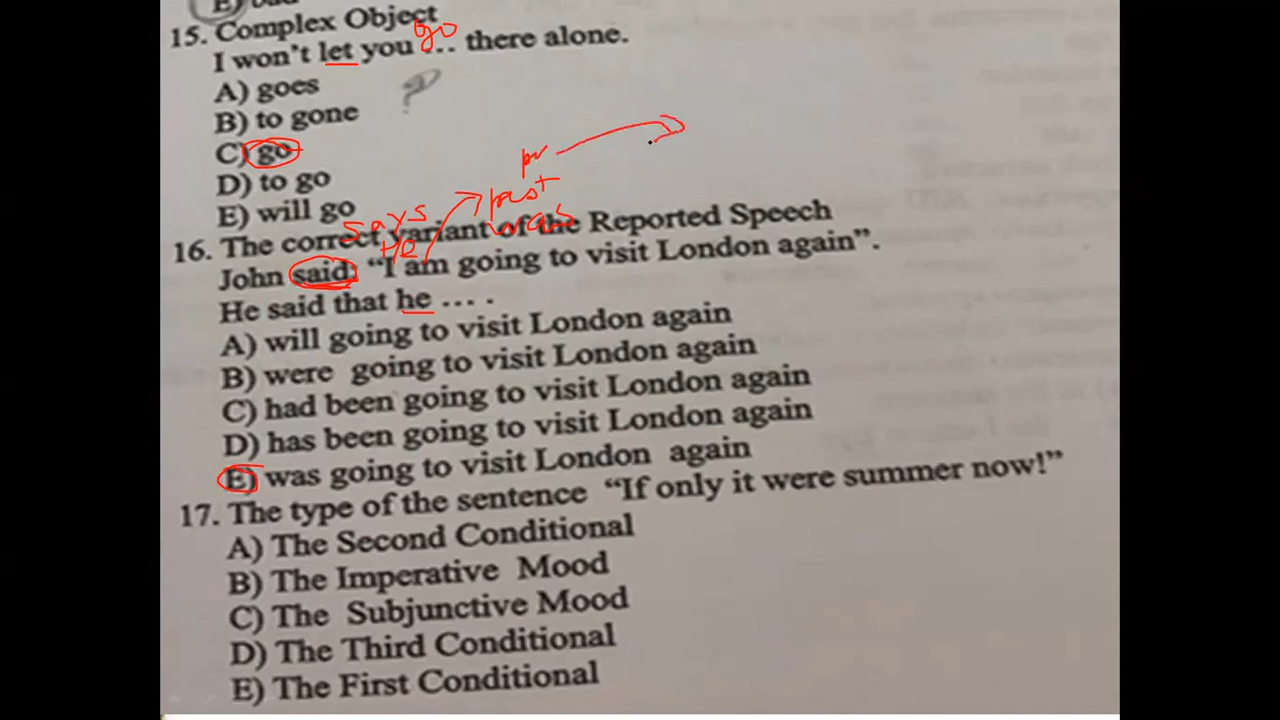 15. Complex Object
go
I won't let you ... there alone.
A) goes
?
B) to gone
C) go
D) to go
E) will go
past
says
was
16. The correct variant of the Reported Speech
He
John said: “I am going to visit London again”.
He said that he ... .
A) will going to visit London again
B) were going to visit London again
C) had been going to visit London again
D) has been going to visit London again
E) was going to visit London again
17. The type of the sentence “If only it were summer now!”
A) The Second Conditional
B) The Imperative Mood
C) The Subjunctive Mood
D) The Third Conditional
E) The First Conditional